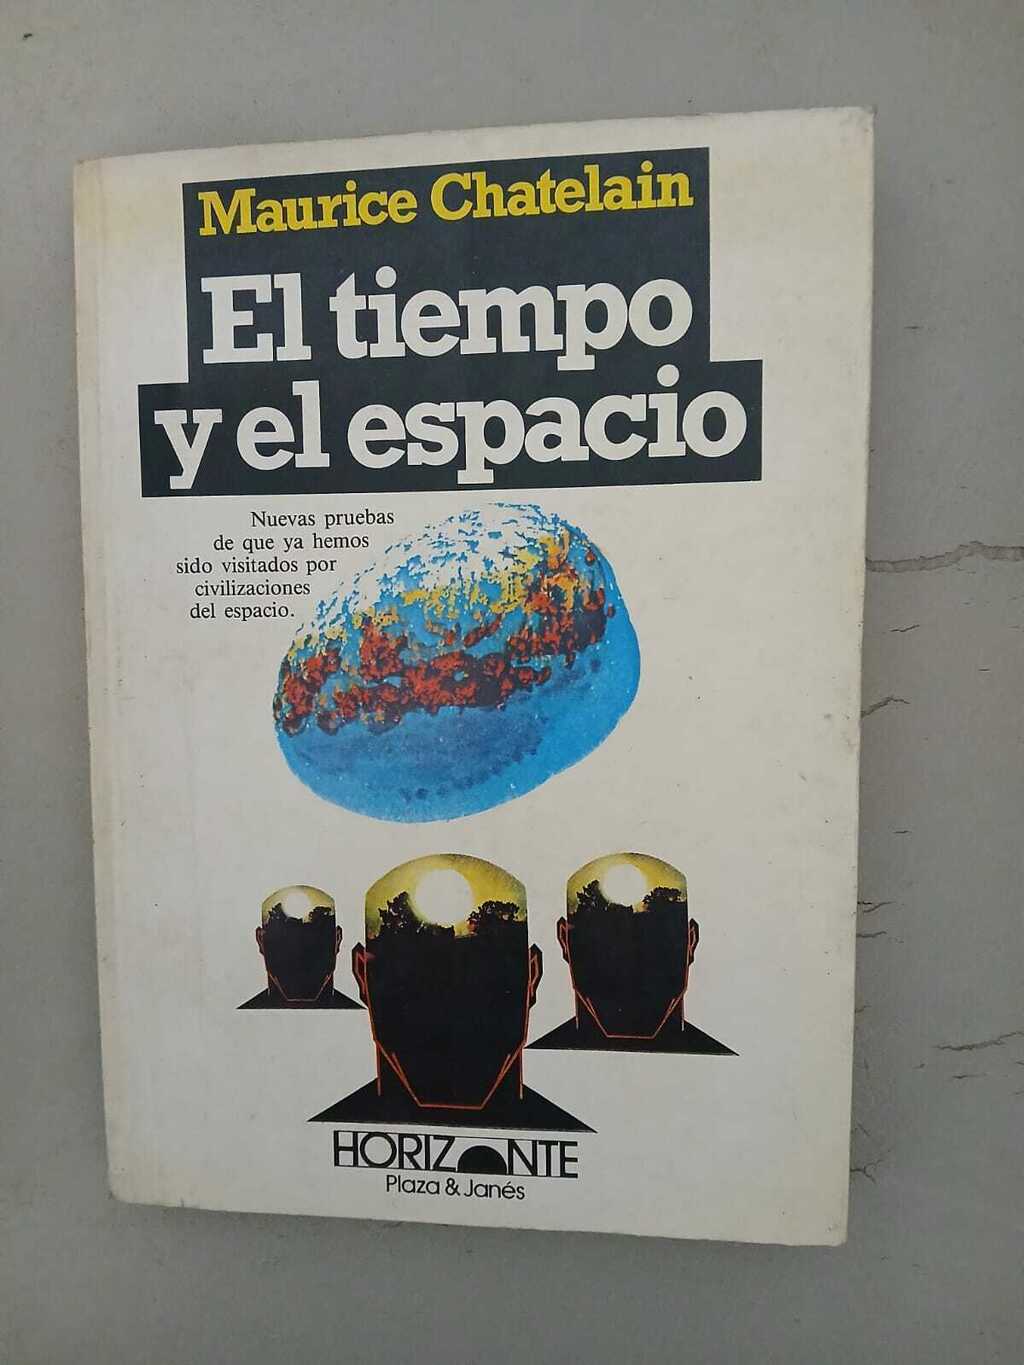 Maurice Chatelain
El tiempo
y el espacio
Nuevas pruebas
de que ya hemos
sido visitados por
civilizaciones
del espacio.
HORIZONTE
Plaza & Janés